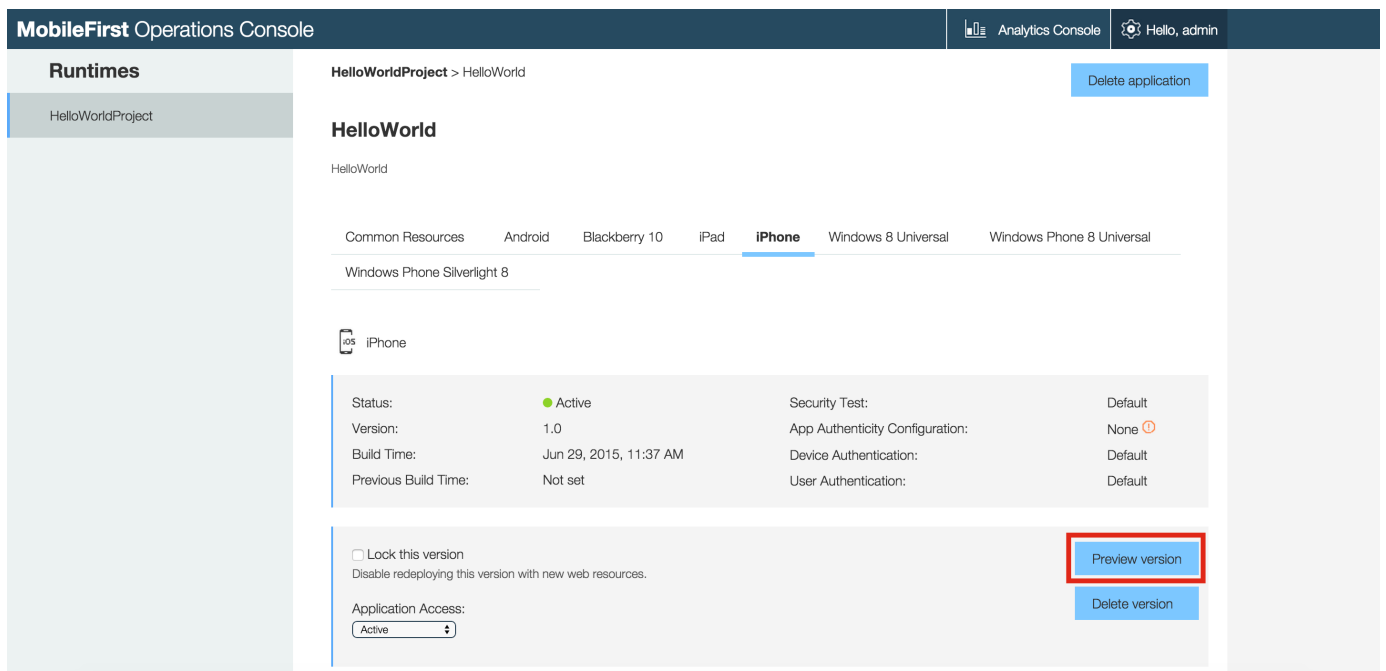 MobileFirst Operations Console
Analytics Console
Hello, admin
Runtimes
HelloWorldProject
HelloWorldProject > HelloWorld
Delete application
HelloWorld
HelloWorld
Common Resources Android Blackberry 10 iPad iPhone Windows 8 Universal Windows Phone 8 Universal
Windows Phone Silverlight 8
iOS iPhone
Status: Active Security Test: Default
Version: 1.0 App Authenticity Configuration: None
Build Time: Jun 29, 2015, 11:37 AM Device Authentication: Default
Previous Build Time: Not set User Authentication: Default
Lock this version
Disable redeploying this version with new web resources.
Preview version
Delete version
Application Access:
Active